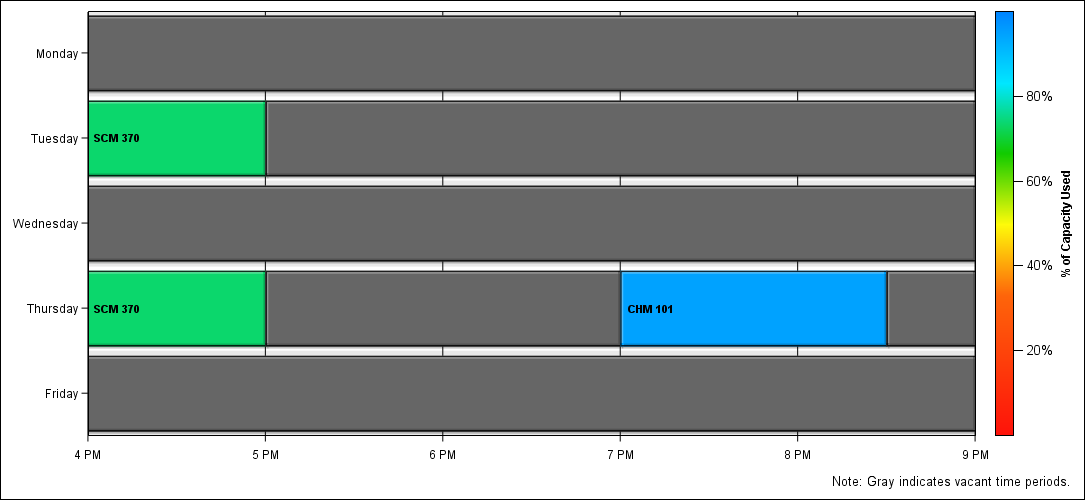 Monday
Tuesday
SCM 370
Wednesday
Thursday
SCM 370
CHM 101
Friday
4 PM
5 PM
6 PM
7 PM
8 PM
9 PM
80%
60%
40%
20%
% of Capacity Used
Note: Gray indicates vacant time periods.